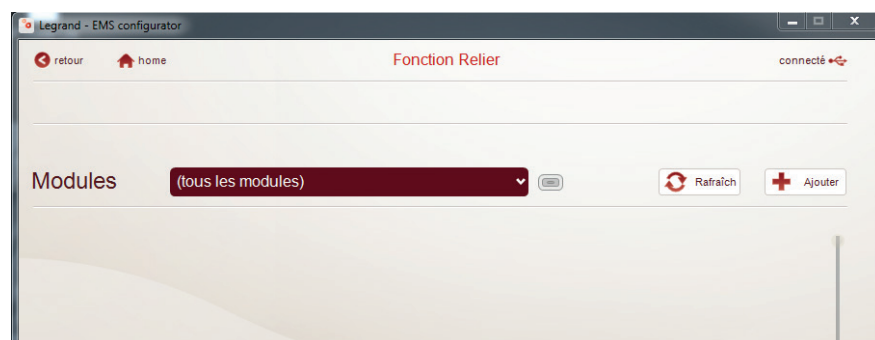 Legrand - EMS configurator
retour home Fonction Relier connecté
Modules (tous les modules) Rafraîch Ajouter